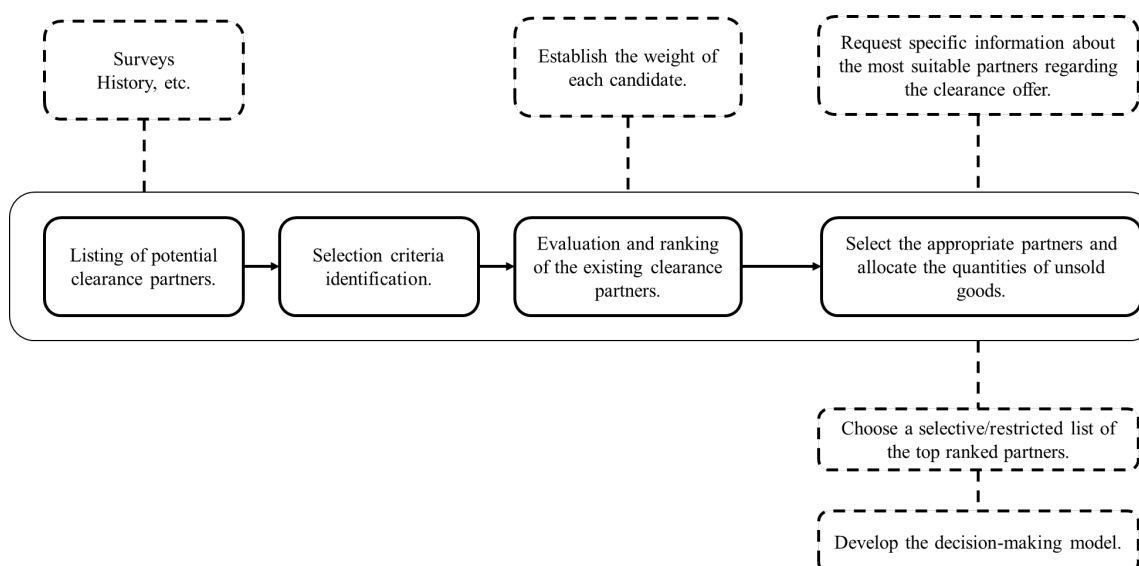 Surveys
History, etc.
Establish the weight of
each candidate.
Request specific information about
the most suitable partners regarding
the clearance offer.
Listing of potential
clearance partners.
Selection criteria
identification.
Evaluation and ranking
of the existing clearance
partners.
Select the appropriate partners and
allocate the quantities of unsold
goods.
Choose a selective/restricted list of
the top ranked partners.
Develop the decision-making model.